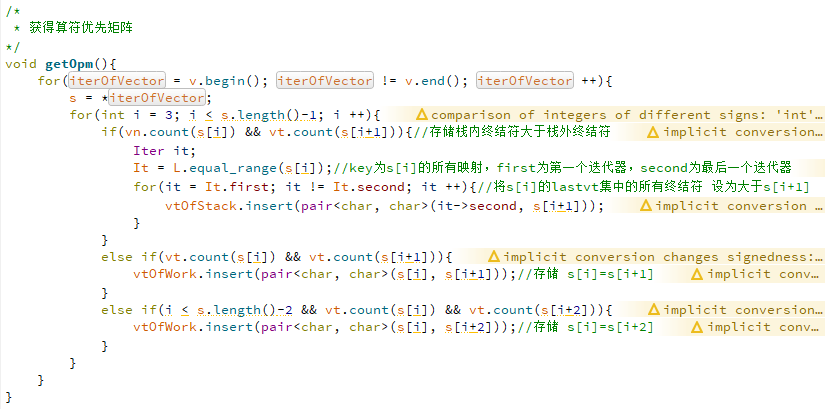 /*
 * 获得算符优先矩阵
*/
void getOpm(){
    for(iterOfVector = v.begin(); iterOfVector != v.end(); iterOfVector ++){
        s = *iterOfVector;
        for(int i = 3; i < s.length()-1; i ++){ ⚠comparison of integers of different signs: 'int'…
            if(vn.count(s[i]) && vt.count(s[i+1])){//存储栈内终结符大于栈外终结符 ⚠implicit conversion…
                Iter it;
                It = L.equal_range(s[i]);//key为s[i]的所有映射，first为第一个迭代器，second为最后一个迭代器
                for(it = It.first; it != It.second; it ++){//将s[i]的lastvt集中的所有终结符 设为大于s[i+1]
                    vtOfStack.insert(pair<char, char>(it->second, s[i+1])); ⚠implicit conversion …
                }
            }
            else if(vt.count(s[i]) && vt.count(s[i+1])){ ⚠implicit conversion changes signedness:…
                vtOfWork.insert(pair<char, char>(s[i], s[i+1]));//存储 s[i]=s[i+1] ⚠implicit conv…
            }
            else if(i < s.length()-2 && vt.count(s[i]) && vt.count(s[i+2])){ ⚠implicit conversion…
                vtOfWork.insert(pair<char, char>(s[i], s[i+2]));//存储 s[i]=s[i+2] ⚠implicit conv…
            }
        }
    }
}